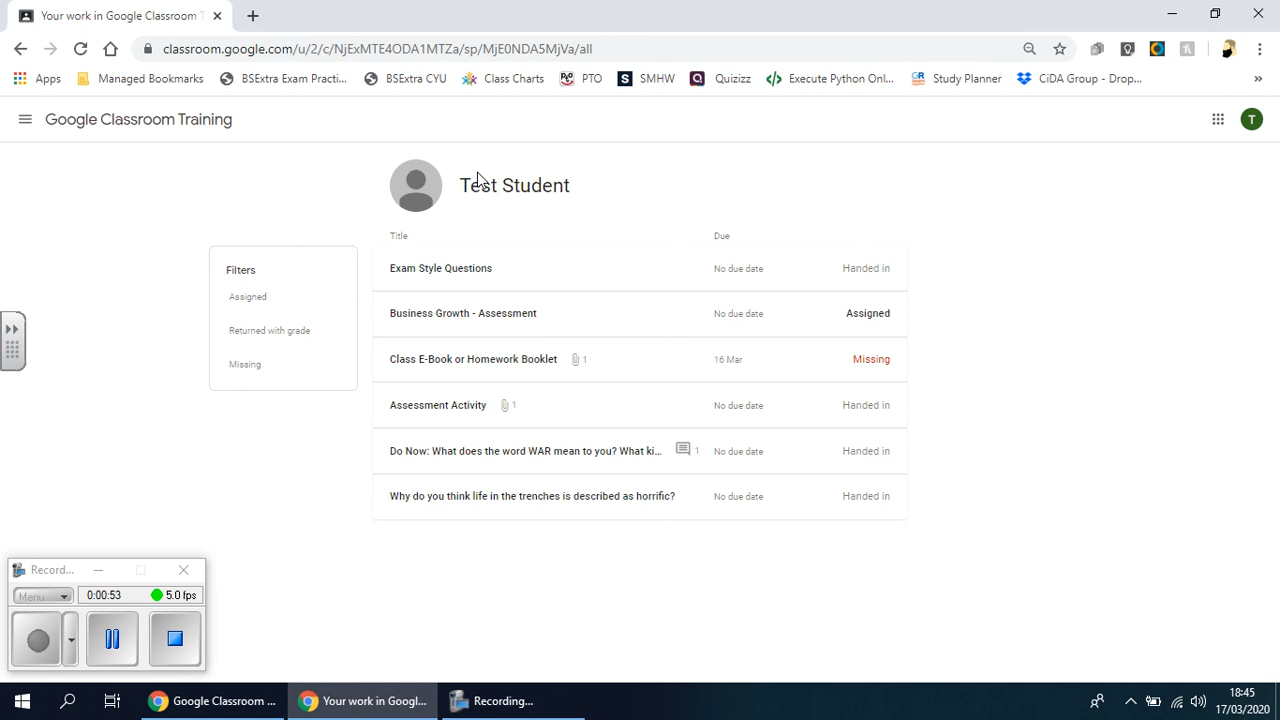 Your work in Google Classroom T
classroom.google.com/u/2/c/NjExMTE4ODA1MTZa/sp/MjE0NDA5MjVa/all
Apps Managed Bookmarks BSExtra Exam Practi... BSExtra CYU Class Charts PTO SMHW Quizizz Execute Python Onl... Study Planner CiDA Group - Drop... »
Google Classroom Training T
Test Student
Title Due
Filters
Assigned
Returned with grade
Missing
Exam Style Questions No due date Handed in
Business Growth - Assessment No due date Assigned
Class E-Book or Homework Booklet 1 16 Mar Missing
Assessment Activity 1 No due date Handed in
Do Now: What does the word WAR mean to you? What ki... 1 No due date Handed in
Why do you think life in the trenches is described as horrific? No due date Handed in
Record...
Menu 0:00:53 5.0 fps
Google Classroom ... Your work in Googl... Recording... 18:45
17/03/2020